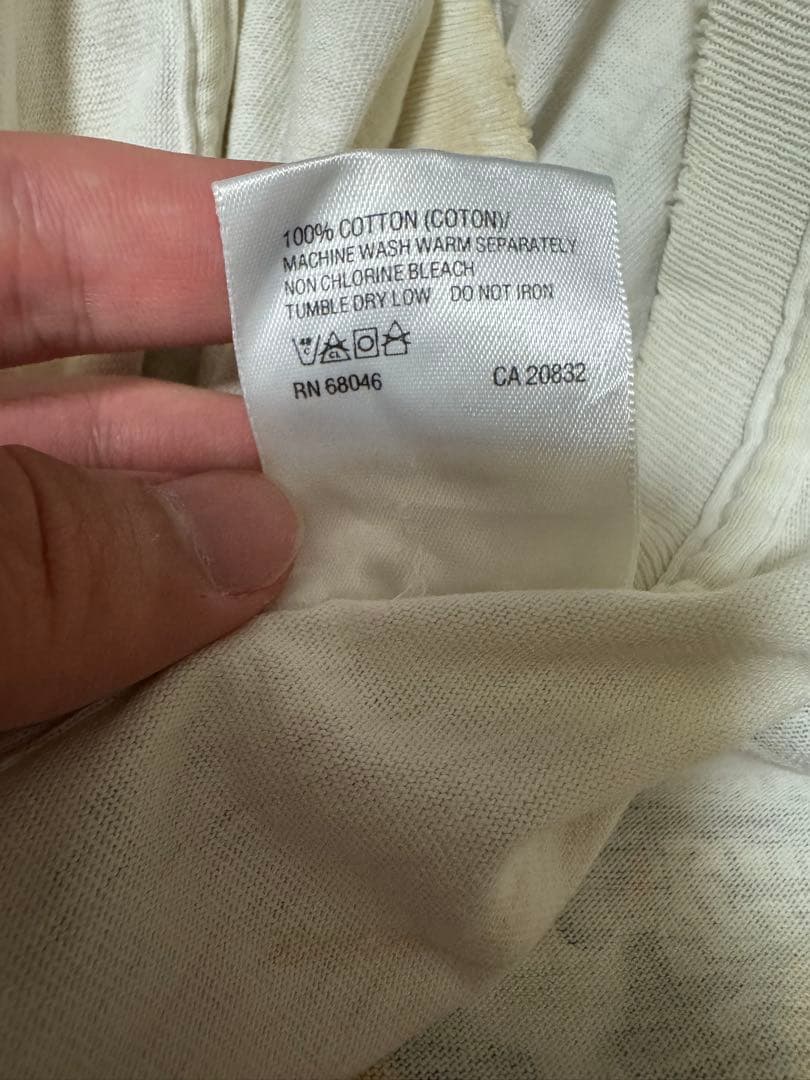 100% COTTON (COTON)/
MACHINE WASH WARM SEPARATELY
NON CHLORINE BLEACH
TUMBLE DRY LOW DO NOT IRON
CL
RN 68046 CA 20832